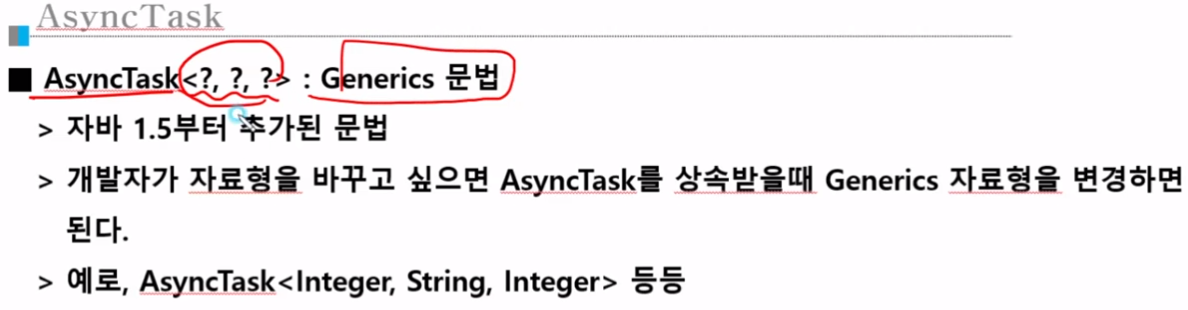 AsyncTask
■ AsyncTask<?, ?, ?> : Generics 문법
> 자바 1.5부터 추가된 문법
> 개발자가 자료형을 바꾸고 싶으면 AsyncTask를 상속받을때 Generics 자료형을 변경하면
된다.
> 예로, AsyncTask<Integer, String, Integer> 등등